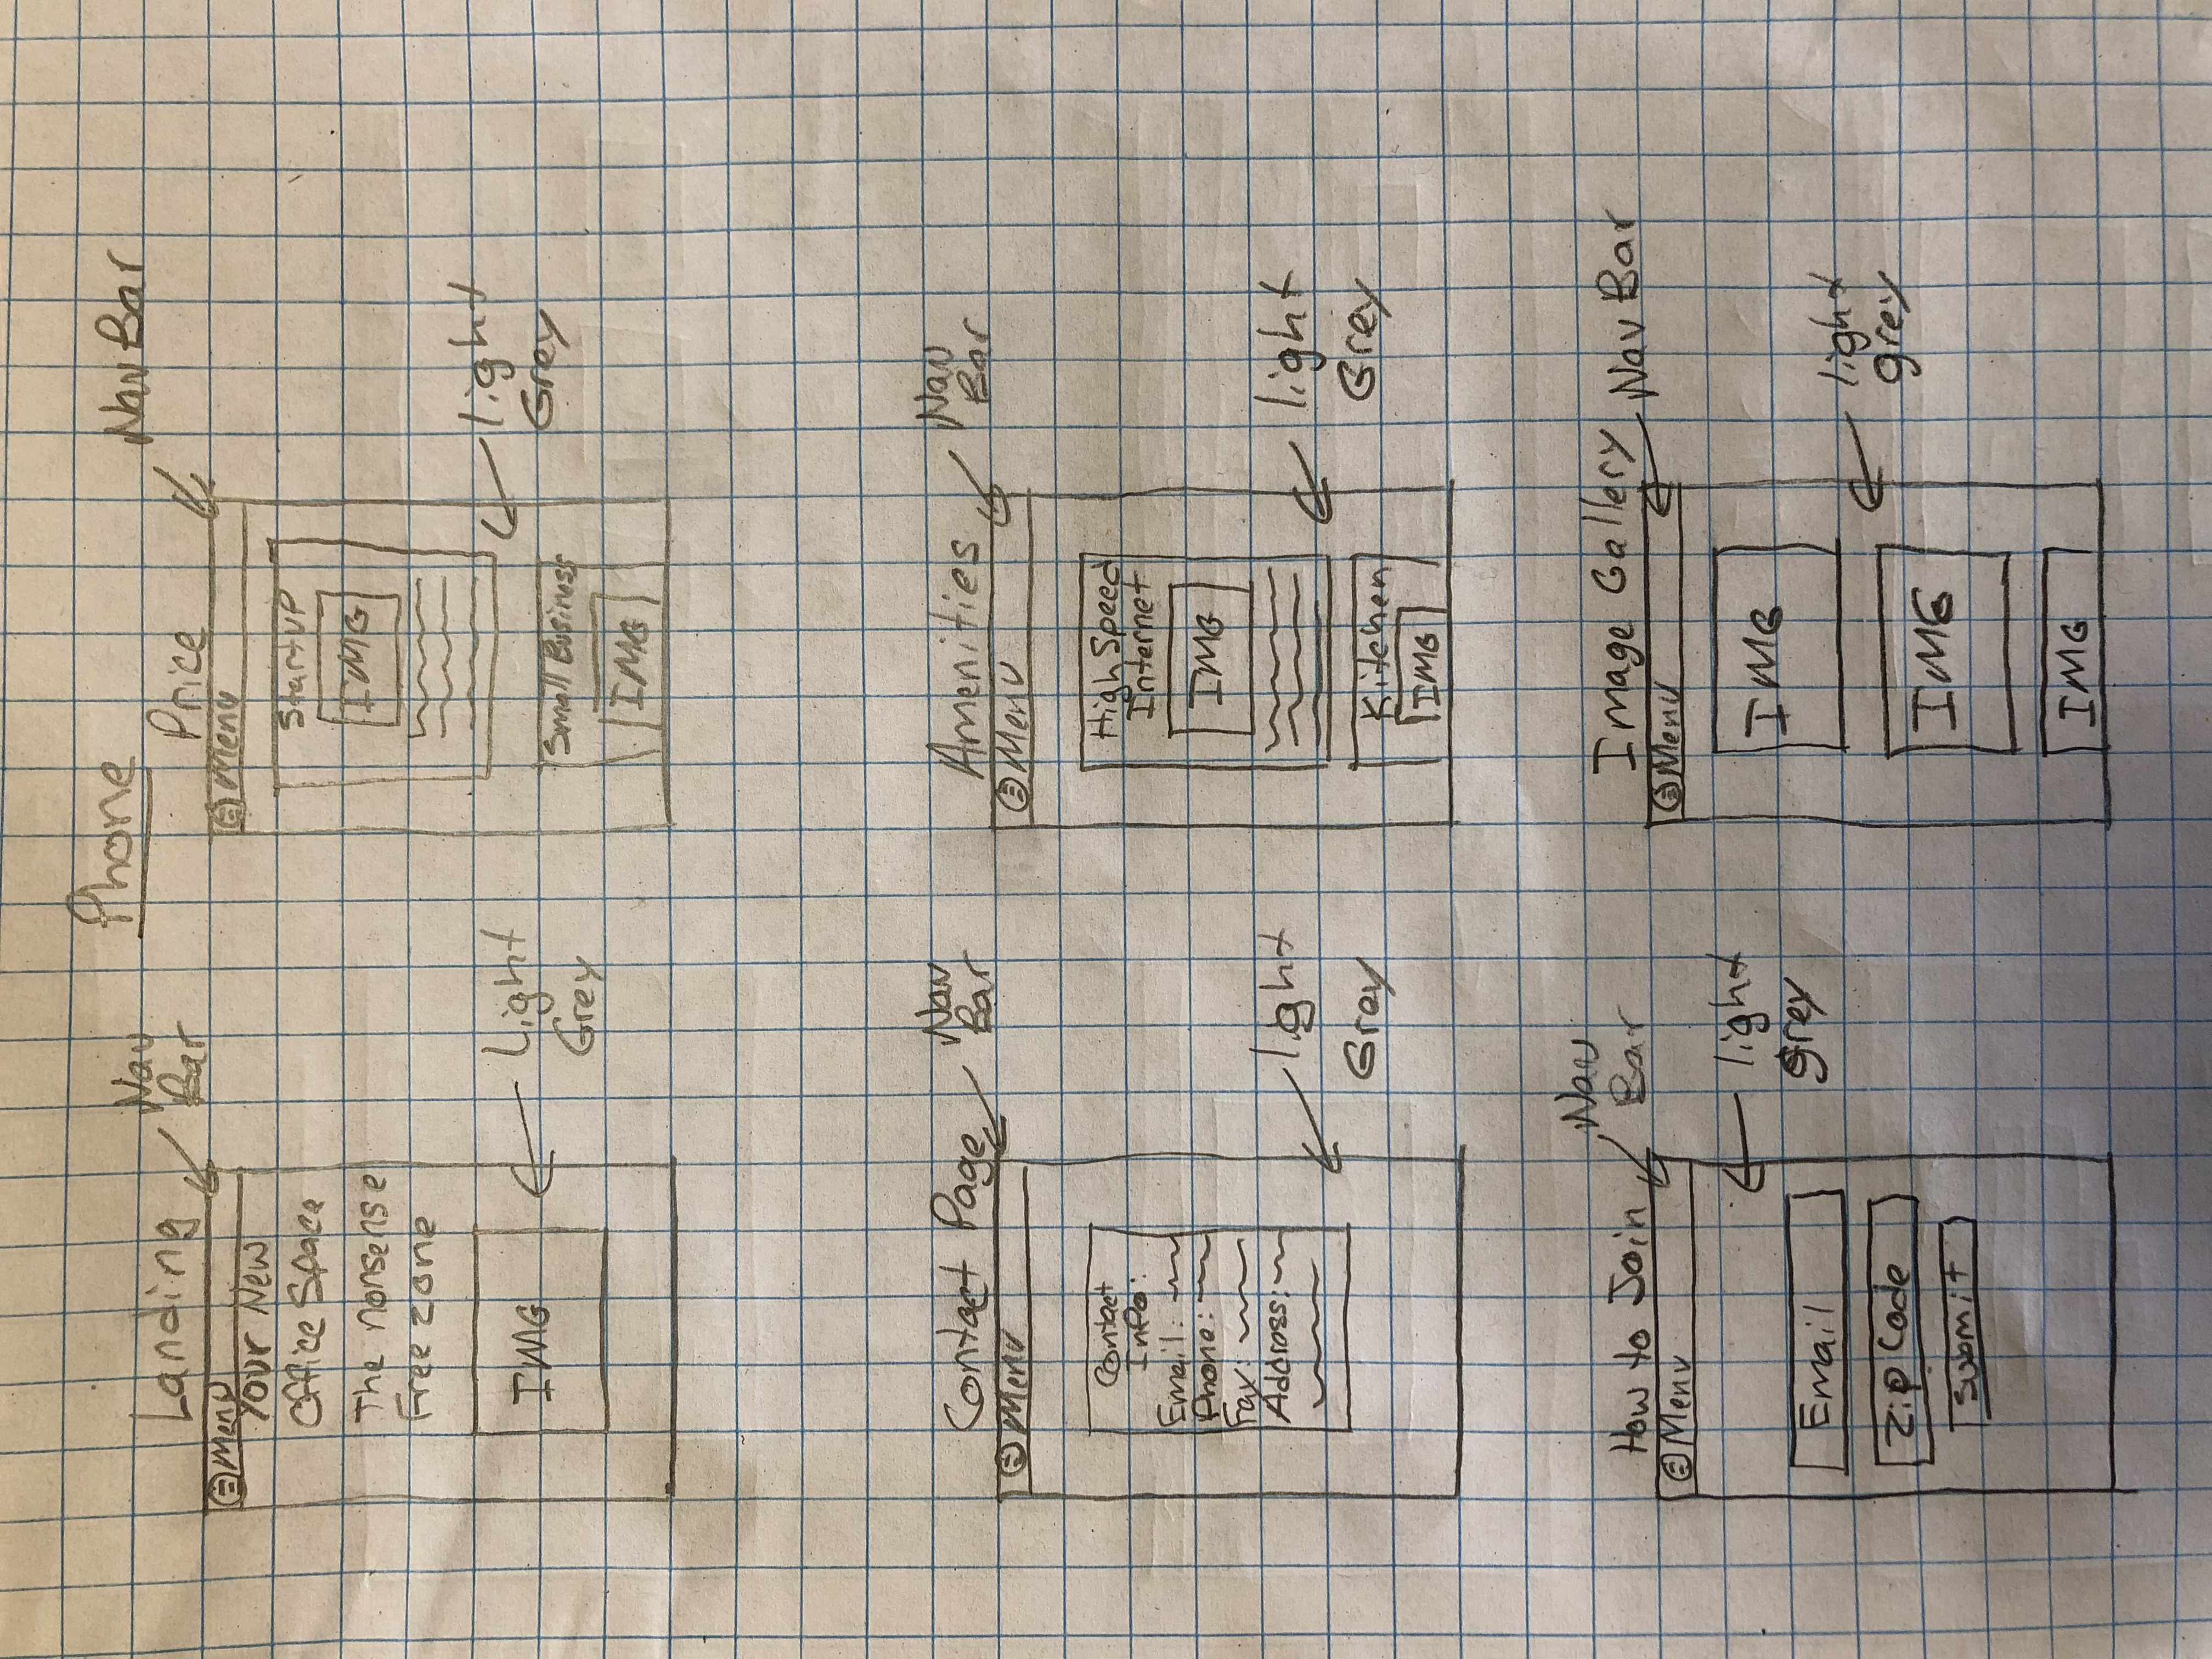 Phone
Landing
Nav
Bar
Menu
Your New
Office Space
The nonsense
Free zone
IMG
Light
Grey
Price
Nav Bar
Menu
Startup
IMG
Small Business
IMG
light
Grey
Contact Page
Nav
Bar
Menu
Contact
Info:
Email:
Phone:
Fax:
Address:
light
Grey
Amenities
Nav
Bar
Menu
High Speed
Internet
IMG
Kitchen
IMG
light
Grey
How to Join
Nav
Bar
Menu
Email
Zip Code
Submit
light
grey
Image Gallery
Nav Bar
Menu
IMG
IMG
IMG
light
grey